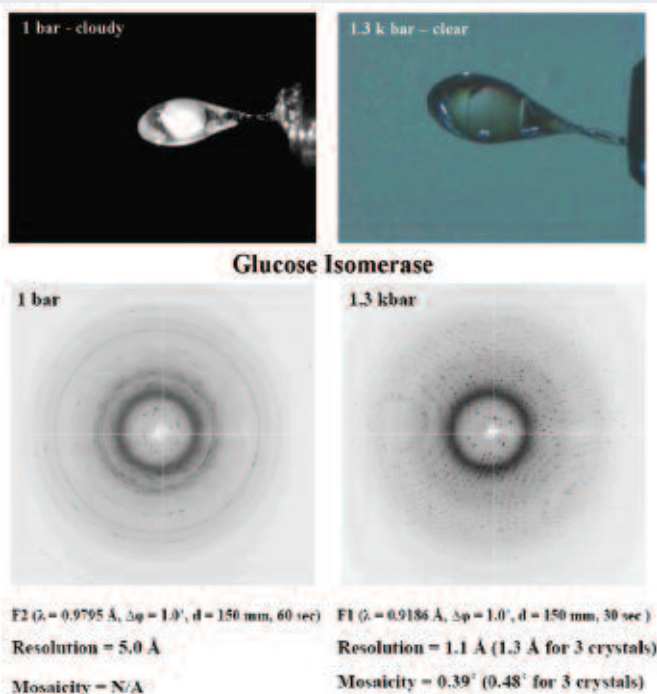 1 bar - cloudy
1.3 k bar – clear
Glucose Isomerase
1 bar
1.3 kbar
F2 (λ = 0.9795 Å, Δφ = 1.0˚, d = 150 mm, 60 sec)
Resolution = 5.0 Å
Mosaicity = N/A
F1 (λ = 0.9186 Å, Δφ = 1.0˚, d = 150 mm, 30 sec )
Resolution = 1.1 Å (1.3 Å for 3 crystals)
Mosaicity = 0.39˚ (0.48˚ for 3 crystals)